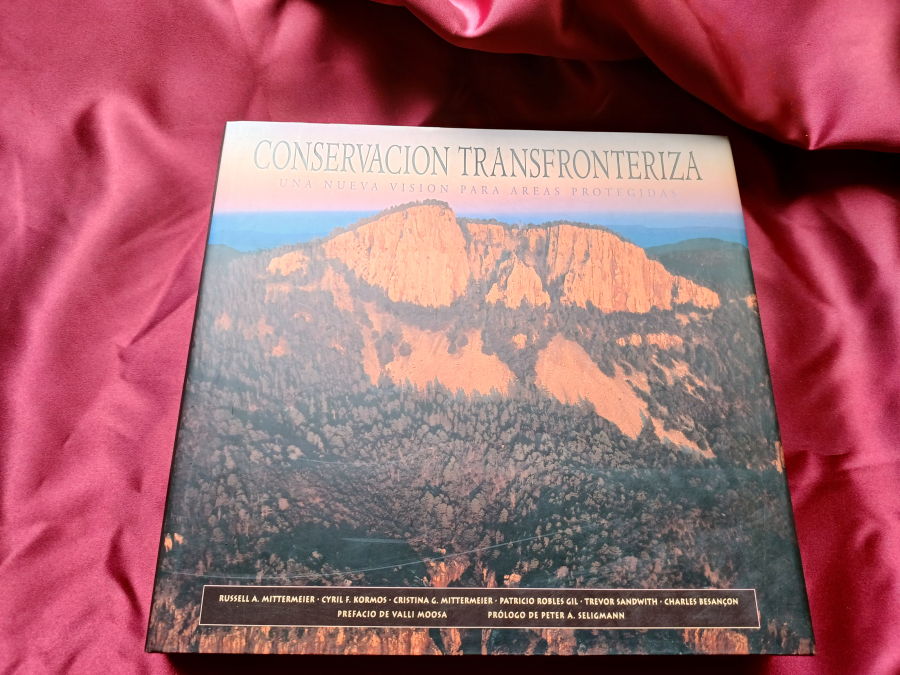 CONSERVACION TRANSFRONTERIZA
UNA NUEVA VISION PARA AREAS PROTEGIDAS
RUSSELL A. MITTERMEIER · CYRIL F. KORMOS · CRISTINA G. MITTERMEIER · PATRICIO ROBLES GIL · TREVOR SANDWITH · CHARLES BESANÇON
PREFACIO DE VALLI MOOSA PRÓLOGO DE PETER A. SELIGMANN